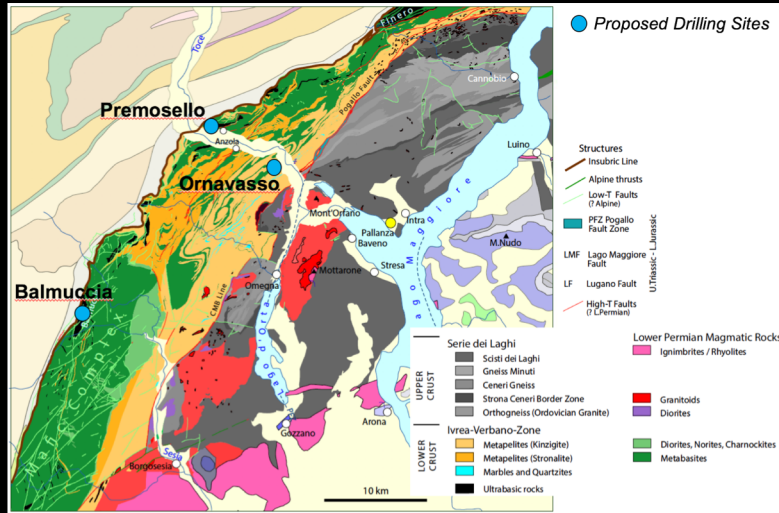 Proposed Drilling Sites
Finero
Toce
Pogallo Fault
Cannobio
Premosello
Anzola
Luino
Ornavasso
Mont'Orfano
Intra
Pallanza
Baveno
Lago Maggiore
M.Nudo
Mottarone
Stresa
Omegna
Balmuccia
CMB Line
Lago d'Orta
Arona
Gozzano
Sesia
Borgosesia
10 km
Structures
Insubric Line
Alpine thrusts
Low-T Faults
(? Alpine)
PFZ Pogallo
Fault Zone
LMF Lago Maggiore
Fault
LF Lugano Fault
High-T Faults
(? L.Permian)
U.Triassic - L.Jurassic
Serie dei Laghi
UPPER
CRUST
Scisti dei Laghi
Gneiss Minuti
Ceneri Gneiss
Strona Ceneri Border Zone
Orthogneiss (Ordovician Granite)
Ivrea-Verbano-Zone
LOWER
CRUST
Metapelites (Kinzigite)
Metapelites (Stronalite)
Marbles and Quartzites
Ultrabasic rocks
Lower Permian Magmatic Rocks
Ignimbrites / Rhyolites
Granitoids
Diorites
Diorites, Norites, Charnockites
Metabasites